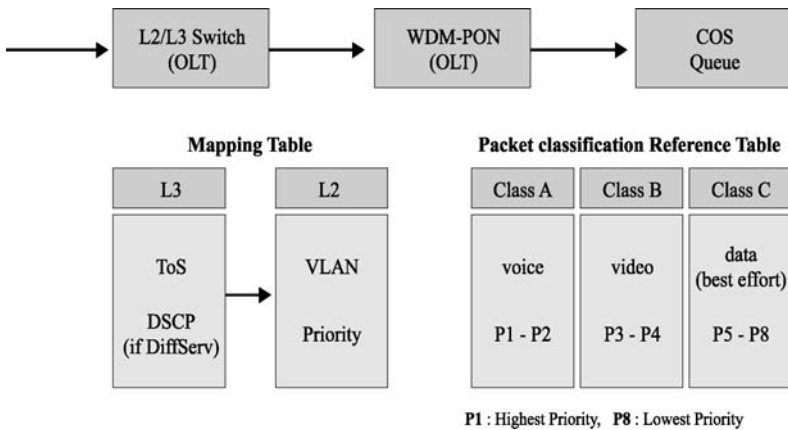 L2/L3 Switch
(OLT)
WDM-PON
(OLT)
COS
Queue
Mapping Table
L3
L2
ToS
DSCP
(if DiffServ)
VLAN
Priority
Packet classification Reference Table
Class A
Class B
Class C
voice
P1 - P2
video
P3 - P4
data
(best effort)
P5 - P8
P1 : Highest Priority, P8 : Lowest Priority